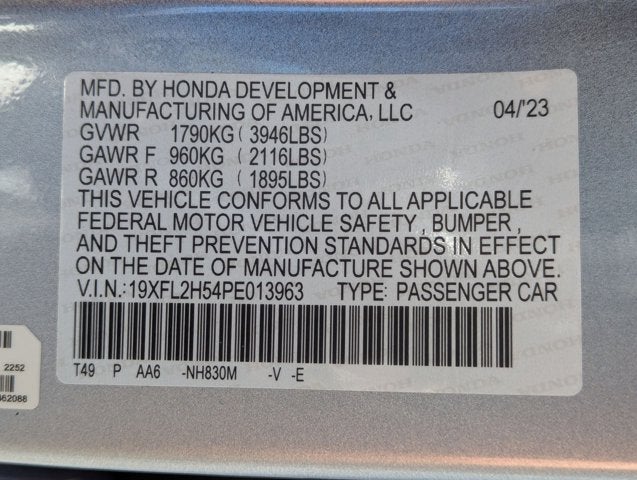 MFD. BY HONDA DEVELOPMENT &
MANUFACTURING OF AMERICA, LLC 04/'23
GVWR 1790KG ( 3946LBS)
GAWR F 960KG ( 2116LBS)
GAWR R 860KG ( 1895LBS)
THIS VEHICLE CONFORMS TO ALL APPLICABLE
FEDERAL MOTOR VEHICLE SAFETY, BUMPER,
AND THEFT PREVENTION STANDARDS IN EFFECT
ON THE DATE OF MANUFACTURE SHOWN ABOVE.
V.I.N.:19XFL2H54PE013963 TYPE: PASSENGER CAR
T49 P AA6 -NH830M -V -E
2252